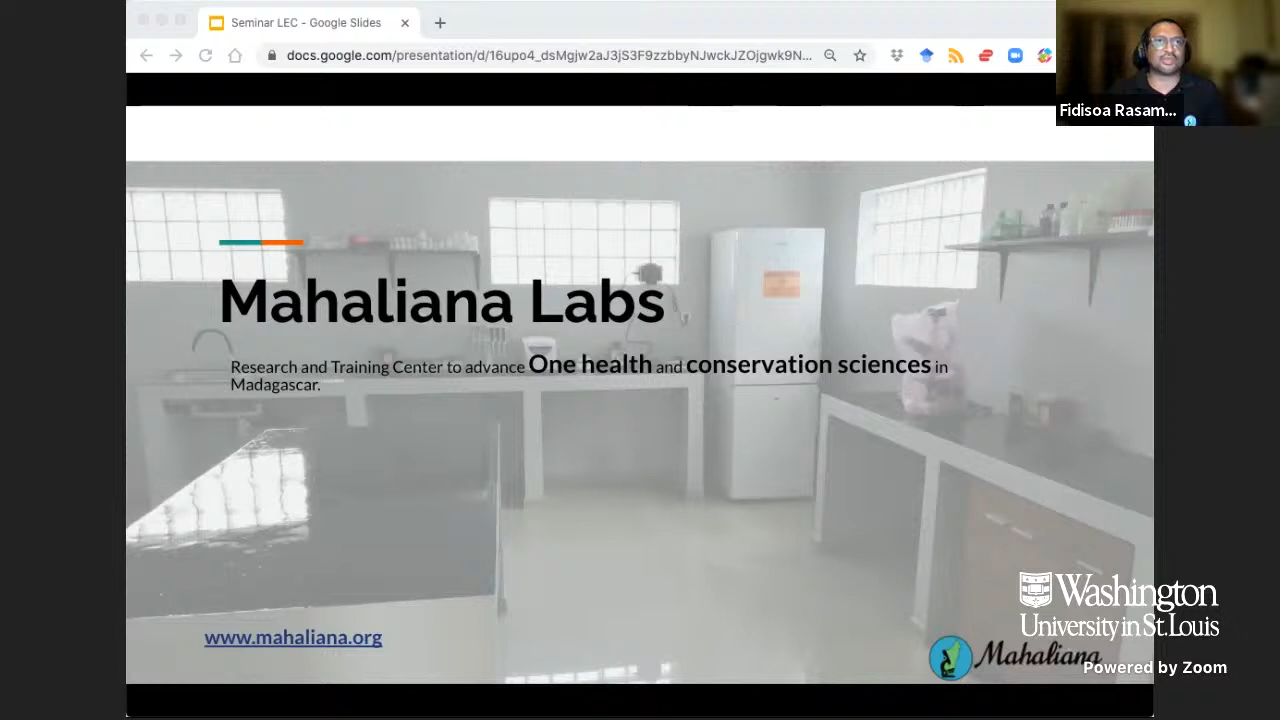 Seminar LEC - Google Slides
docs.google.com/presentation/d/16upo4_dsMgjw2aJ3jS3F9zzbbyNJwckJZOjgwk9N...
Fidisoa Rasam...
Mahaliana Labs
Research and Training Center to advance One health and conservation sciences in
Madagascar.
www.mahaliana.org
Washington
University in St. Louis
Mahaliana
Powered by Zoom